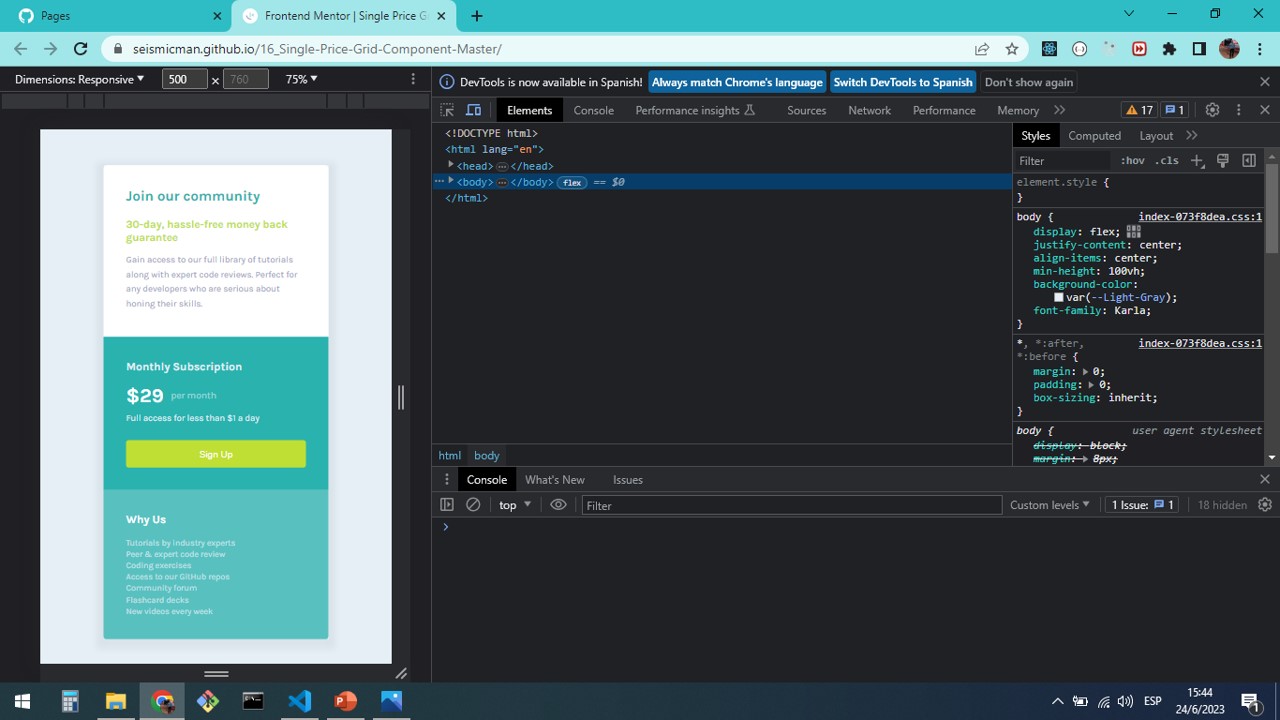 Pages
Frontend Mentor | Single Price G
seismicman.github.io/16_Single-Price-Grid-Component-Master/
Dimensions: Responsive
500
×
760
75%
DevTools is now available in Spanish!
Always match Chrome's language
Switch DevTools to Spanish
Don't show again
Elements
Console
Performance insights
Sources
Network
Performance
Memory
17
1
<!DOCTYPE html>
<html lang="en">
<head> … </head>
<body> … </body> flex == $0
</html>
html body
Styles
Computed
Layout
Filter
:hov .cls
element.style {
}
body {
index-073f8dea.css:1
display: flex;
justify-content: center;
align-items: center;
min-height: 100vh;
background-color:
var(--Light-Gray);
font-family: Karla;
}
*, *:after,
index-073f8dea.css:1
*:before {
margin: 0;
padding: 0;
box-sizing: inherit;
}
body {
user agent stylesheet
display: block;
margin: 8px;
Join our community
30-day, hassle-free money back
guarantee
Gain access to our full library of tutorials
along with expert code reviews. Perfect for
any developers who are serious about
honing their skills.
Monthly Subscription
$29 per month
Full access for less than $1 a day
Sign Up
Why Us
Tutorials by industry experts
Peer & expert code review
Coding exercises
Access to our GitHub repos
Community forum
Flashcard decks
New videos every week
Console
What's New
Issues
top
Filter
Custom levels
1 Issue: 1
18 hidden
ESP
15:44
24/6/2023
1